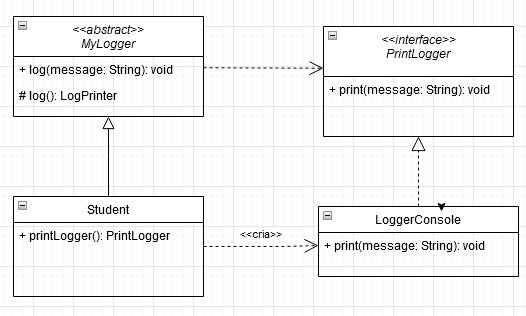 <<abstract>>
MyLogger
+ log(message: String): void
# log(): LogPrinter
<<interface>>
PrintLogger
+ print(message: String): void
Student
+ printLogger(): PrintLogger
<<cria>>
LoggerConsole
+ print(message: String): void